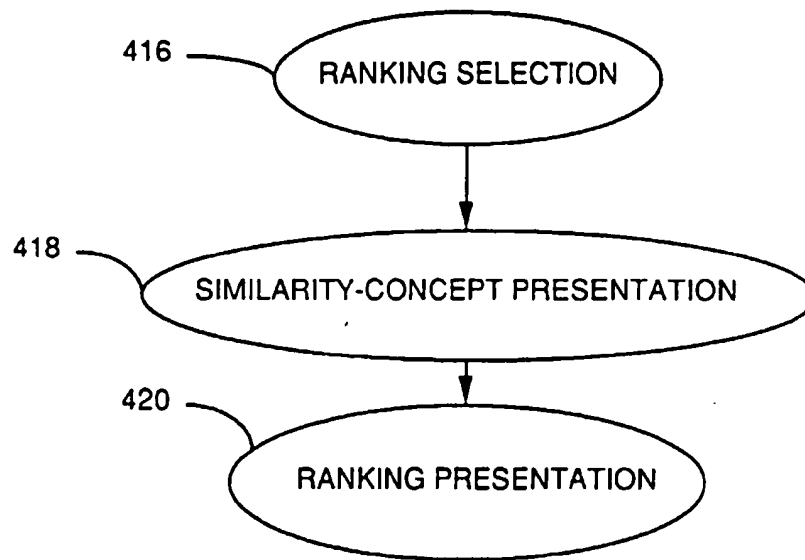 416
RANKING SELECTION
418
SIMILARITY-CONCEPT PRESENTATION
420
RANKING PRESENTATION